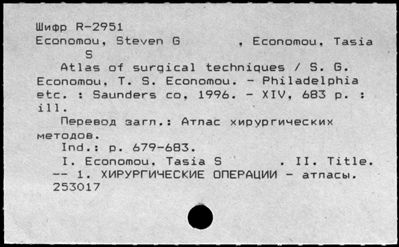 Шифр R-2951
Economou, Steven G , Economou, Tasia
S
Atlas of surgical techniques / S. G.
Economou, T. S. Economou. - Philadelphia
etc. : Saunders co, 1996. - XIV, 683 p. :
ill.
Перевод загл.: Атлас хирургических
методов.
Ind.: p. 679-683.
I. Economou, Tasia S . II. Title.
-- 1. ХИРУРГИЧЕСКИЕ ОПЕРАЦИИ - атласы.
253017